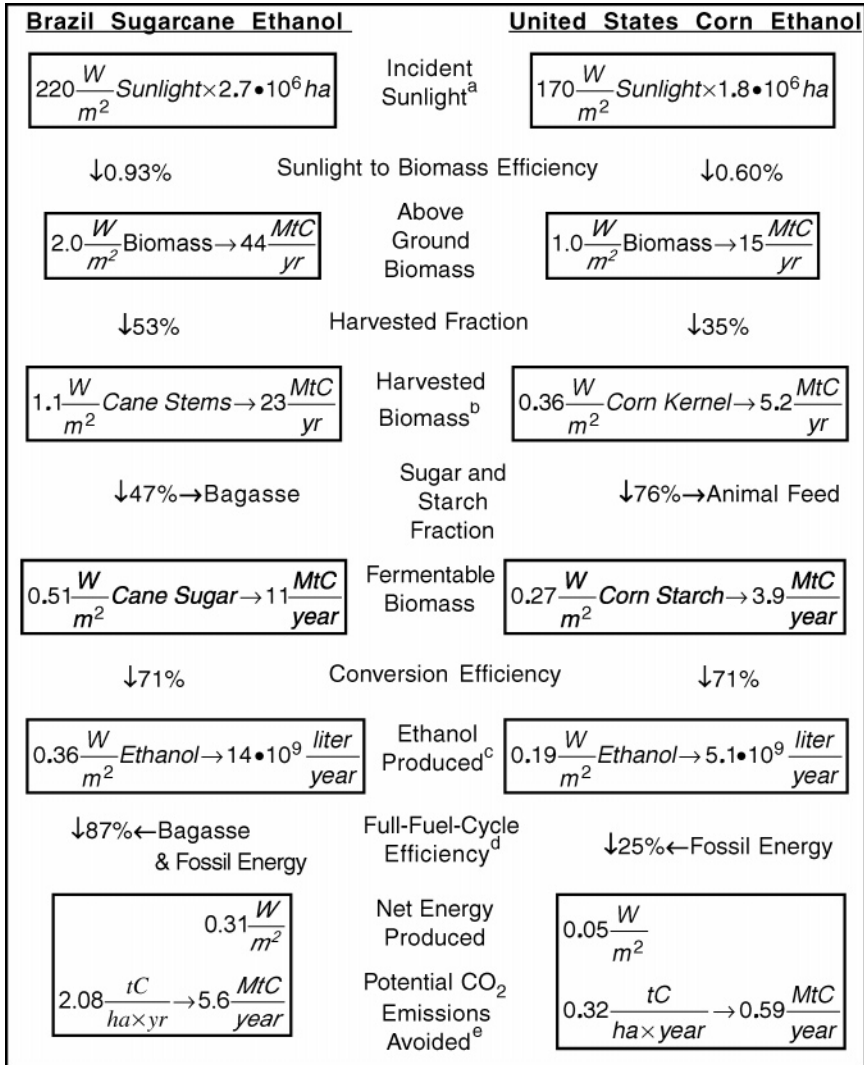 Brazil Sugarcane Ethanol
United States Corn Ethanol
220 W/m² Sunlight×2.7•10⁶ ha
Incident
Sunlightᵃ
170 W/m² Sunlight×1.8•10⁶ ha
↓0.93%
Sunlight to Biomass Efficiency
↓0.60%
2.0 W/m² Biomass→44 MtC/yr
Above
Ground
Biomass
1.0 W/m² Biomass→15 MtC/yr
↓53%
Harvested Fraction
↓35%
1.1 W/m² Cane Stems→23 MtC/yr
Harvested
Biomassᵇ
0.36 W/m² Corn Kernel→5.2 MtC/yr
↓47%→Bagasse
Sugar and
Starch
Fraction
↓76%→Animal Feed
0.51 W/m² Cane Sugar→11 MtC/year
Fermentable
Biomass
0.27 W/m² Corn Starch→3.9 MtC/year
↓71%
Conversion Efficiency
↓71%
0.36 W/m² Ethanol→14•10⁹ liter/year
Ethanol
Producedᶜ
0.19 W/m² Ethanol→5.1•10⁹ liter/year
↓87%←Bagasse
& Fossil Energy
Full-Fuel-Cycle
Efficiencyᵈ
↓25%←Fossil Energy
0.31 W/m²
Net Energy
Produced
0.05 W/m²
2.08 tC/ha×yr →5.6 MtC/year
Potential CO₂
Emissions
Avoidedᵉ
0.32 tC/ha×year →0.59 MtC/year